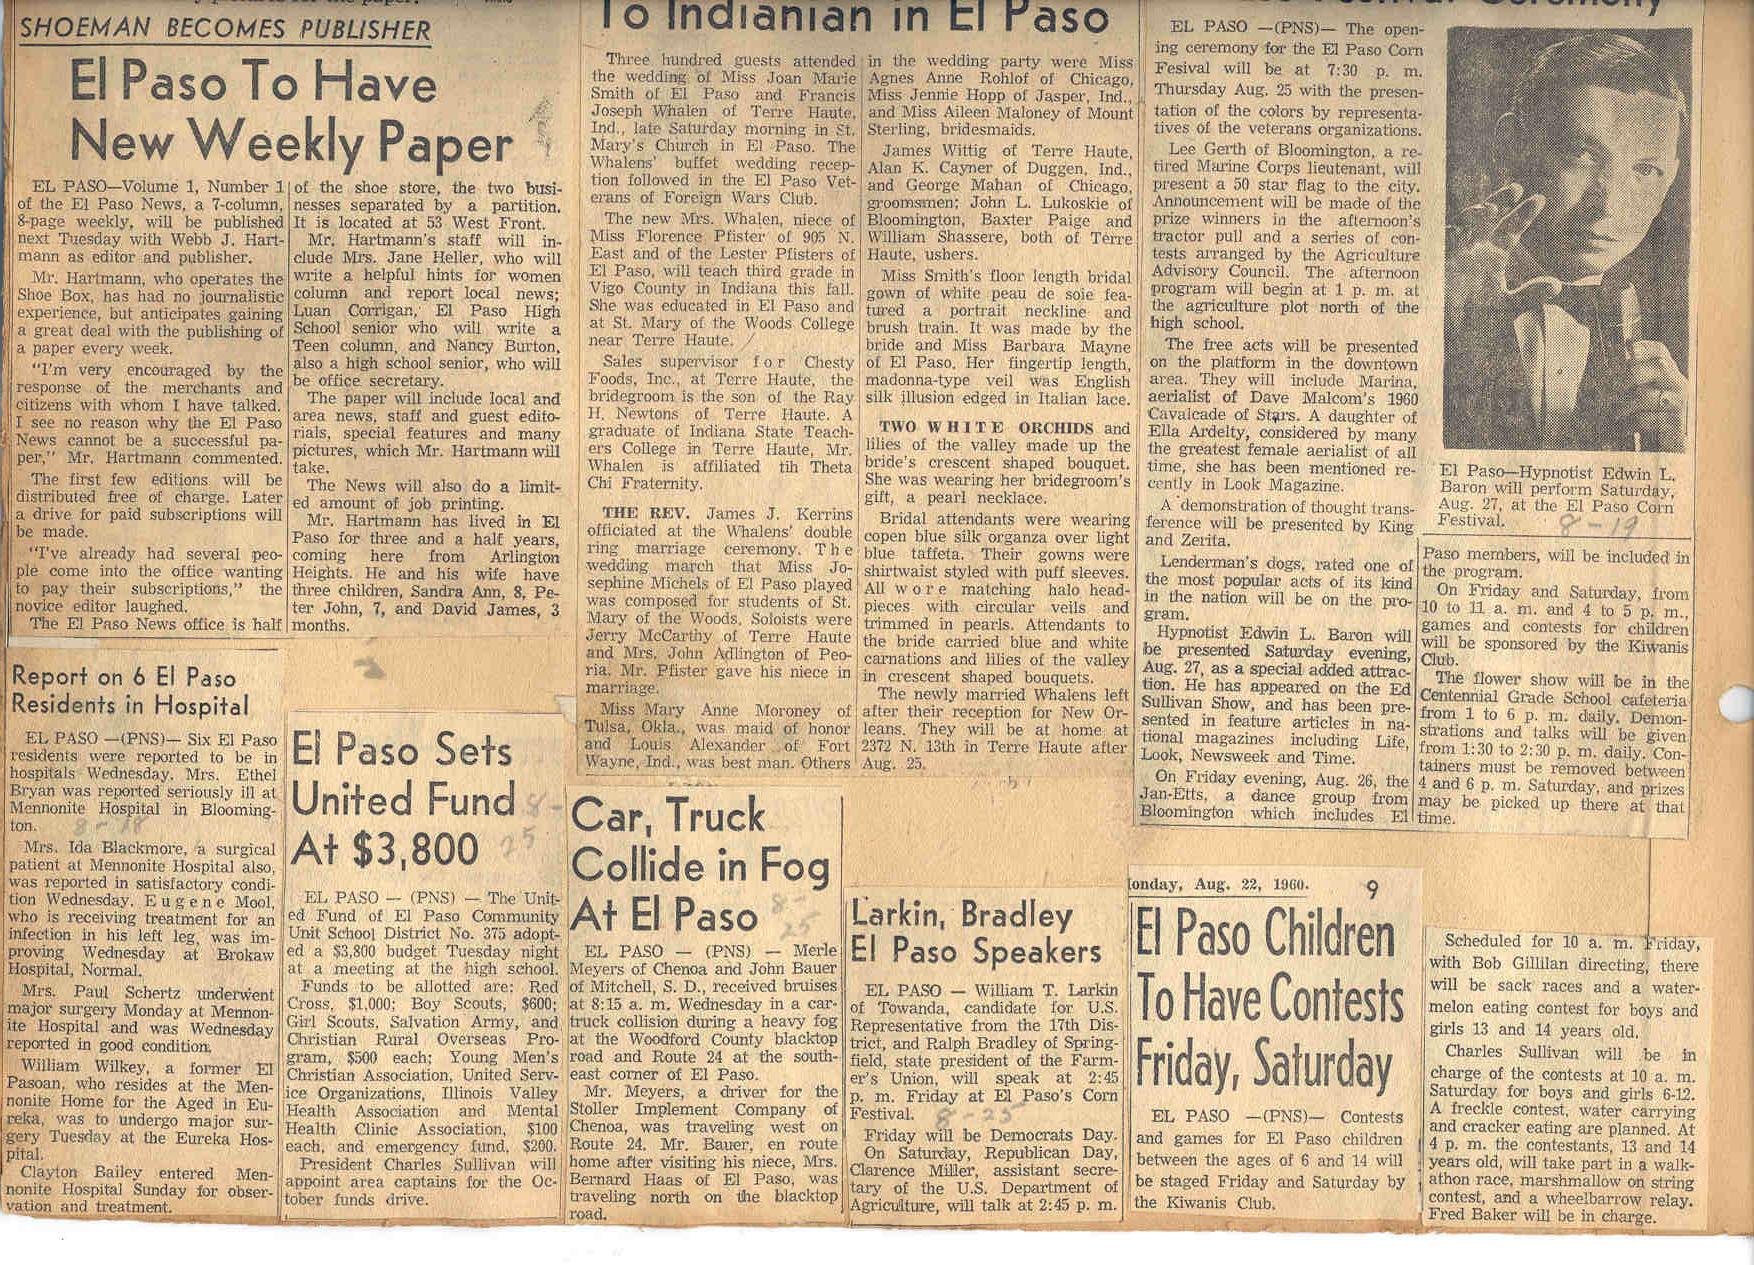 SHOEMAN BECOMES PUBLISHER
El Paso To Have
New Weekly Paper
EL PASO—Volume 1, Number 1
of the El Paso News, a 7-column,
8-page weekly, will be published
next Tuesday with Webb J. Hart-
mann as editor and publisher.
Mr. Hartmann, who operates the
Shoe Box, has had no journalistic
experience, but anticipates gaining
a great deal with the publishing of
a paper every week.
"I'm very encouraged by the
response of the merchants and
citizens with whom I have talked.
I see no reason why the El Paso
News cannot be a successful pa-
per," Mr. Hartmann commented.
The first few editions will be
distributed free of charge. Later
a drive for paid subscriptions will
be made.
"I've already had several peo-
ple come into the office wanting
to pay their subscriptions," the
novice editor laughed.
The El Paso News office is half
of the shoe store, the two busi-
nesses separated by a partition.
It is located at 53 West Front.
Mr. Hartmann's staff will in-
clude Mrs. Jane Heller, who will
write a helpful hints for women
column and report local news;
Luan Corrigan, El Paso High
School senior who will write a
Teen column, and Nancy Burton,
also a high school senior, who will
be office secretary.
The paper will include local and
area news, staff and guest edito-
rials, special features and many
pictures, which Mr. Hartmann will
take.
The News will also do a limit-
ed amount of job printing.
Mr. Hartmann has lived in El
Paso for three and a half years,
coming here from Arlington
Heights. He and his wife have
three children, Sandra Ann, 8, Pe-
ter John, 7, and David James, 3
months.
To Indianian in El Paso
Three hundred guests attended
the wedding of Miss Joan Marie
Smith of El Paso and Francis
Joseph Whalen of Terre Haute,
Ind., late Saturday morning in St.
Mary's Church in El Paso. The
Whalens' buffet wedding recep-
tion followed in the El Paso Vet-
erans of Foreign Wars Club.
The new Mrs. Whalen, niece of
Miss Florence Pfister of 905 N.
East and of the Lester Pfisters of
El Paso, will teach third grade in
Vigo County in Indiana this fall.
She was educated in El Paso and
at St. Mary of the Woods College
near Terre Haute.
Sales supervisor for Chesty
Foods, Inc., at Terre Haute, the
bridegroom is the son of the Ray
H. Newtons of Terre Haute. A
graduate of Indiana State Teach-
ers College in Terre Haute, Mr.
Whalen is affiliated tih Theta
Chi Fraternity.
THE REV. James J. Kerrins
officiated at the Whalens' double
ring marriage ceremony. The
wedding march that Miss Jo-
sephine Michels of El Paso played
was composed for students of St.
Mary of the Woods. Soloists were
Jerry McCarthy of Terre Haute
and Mrs. John Adlington of Peo-
ria. Mr. Pfister gave his niece in
marriage.
Miss Mary Anne Moroney of
Tulsa, Okla., was maid of honor
and Louis Alexander of Fort
Wayne, Ind., was best man. Others
in the wedding party were Miss
Agnes Anne Rohlof of Chicago,
Miss Jennie Hopp of Jasper, Ind.,
and Miss Aileen Maloney of Mount
Sterling, bridesmaids.
James Wittig of Terre Haute,
Alan K. Cayner of Duggen, Ind.,
and George Mahan of Chicago,
groomsmen; John L. Lukoskie of
Bloomington, Baxter Paige and
William Shassere, both of Terre
Haute, ushers.
Miss Smith's floor length bridal
gown of white peau de soie fea-
tured a portrait neckline and
brush train. It was made by the
bride and Miss Barbara Mayne
of El Paso. Her fingertip length,
madonna-type veil was English
silk illusion edged in Italian lace.
TWO WHITE ORCHIDS and
lilies of the valley made up the
bride's crescent shaped bouquet.
She was wearing her bridegroom's
gift, a pearl necklace.
Bridal attendants were wearing
copen blue silk organza over light
blue taffeta. Their gowns were
shirtwaist styled with puff sleeves.
All wore matching halo head-
pieces with circular veils and
trimmed in pearls. Attendants to
the bride carried blue and white
carnations and lilies of the valley
in crescent shaped bouquets.
The newly married Whalens left
after their reception for New Or-
leans. They will be at home at
2372 N. 13th in Terre Haute after
Aug. 25.
EL PASO —(PNS)— The open-
ing ceremony for the El Paso Corn
Fesival will be at 7:30 p. m.
Thursday Aug. 25 with the presen-
tation of the colors by representa-
tives of the veterans organizations.
Lee Gerth of Bloomington, a re-
tired Marine Corps lieutenant, will
present a 50 star flag to the city.
Announcement will be made of the
prize winners in the afternoon's
tractor pull and a series of con-
tests arranged by the Agriculture
Advisory Council. The afternoon
program will begin at 1 p. m. at
the agriculture plot north of the
high school.
The free acts will be presented
on the platform in the downtown
area. They will include Marina,
aerialist of Dave Malcom's 1960
Cavalcade of Stars. A daughter of
Ella Ardelty, considered by many
the greatest female aerialist of all
time, she has been mentioned re-
cently in Look Magazine.
A demonstration of thought trans-
ference will be presented by King
and Zerita.
Lenderman's dogs, rated one of
the most popular acts of its kind
in the nation will be on the pro-
gram.
Hypnotist Edwin L. Baron will
be presented Saturday evening,
Aug. 27, as a special added attrac-
tion. He has appeared on the Ed
Sullivan Show, and has been pre-
sented in feature articles in na-
tional magazines including Life,
Look, Newsweek and Time.
On Friday evening, Aug. 26, the
Jan-Etts, a dance group from
Bloomington which includes El
El Paso—Hypnotist Edwin L.
Baron will perform Saturday,
Aug. 27, at the El Paso Corn
Festival.
8-19
Paso members, will be included in
the program.
On Friday and Saturday, from
10 to 11 a. m. and 4 to 5 p. m.,
games and contests for children
will be sponsored by the Kiwanis
Club.
The flower show will be in the
Centennial Grade School cafeteria
from 1 to 6 p. m. daily. Demon-
strations and talks will be given
from 1:30 to 2:30 p. m. daily. Con-
tainers must be removed between
4 and 6 p. m. Saturday, and prizes
may be picked up there at that
time.
Report on 6 El Paso
Residents in Hospital
EL PASO —(PNS)— Six El Paso
residents were reported to be in
hospitals Wednesday. Mrs. Ethel
Bryan was reported seriously ill at
Mennonite Hospital in Blooming-
ton.
8-18
Mrs. Ida Blackmore, a surgical
patient at Mennonite Hospital also,
was reported in satisfactory condi-
tion Wednesday. Eugene Mool,
who is receiving treatment for an
infection in his left leg, was im-
proving Wednesday at Brokaw
Hospital, Normal.
Mrs. Paul Schertz underwent
major surgery Monday at Mennon-
ite Hospital and was Wednesday
reported in good condition.
William Wilkey, a former El
Pasoan, who resides at the Men-
nonite Home for the Aged in Eu-
reka, was to undergo major sur-
gery Tuesday at the Eureka Hos-
pital.
Clayton Bailey entered Men-
nonite Hospital Sunday for obser-
vation and treatment.
El Paso Sets
United Fund
At $3,800
8-
25
EL PASO — (PNS) — The Unit-
ed Fund of El Paso Community
Unit School District No. 375 adopt-
ed a $3,800 budget Tuesday night
at a meeting at the high school.
Funds to be allotted are: Red
Cross, $1,000; Boy Scouts, $600;
Girl Scouts, Salvation Army, and
Christian Rural Overseas Pro-
gram, $500 each; Young Men's
Christian Association, United Serv-
ice Organizations, Illinois Valley
Health Association and Mental
Health Clinic Association, $100
each, and emergency fund, $200.
President Charles Sullivan will
appoint area captains for the Oc-
tober funds drive.
Car, Truck
Collide in Fog
At El Paso
8-
25
EL PASO — (PNS) — Merle
Meyers of Chenoa and John Bauer
of Mitchell, S. D., received bruises
at 8:15 a. m. Wednesday in a car-
truck collision during a heavy fog
at the Woodford County blacktop
road and Route 24 at the south-
east corner of El Paso.
Mr. Meyers, a driver for the
Stoller Implement Company of
Chenoa, was traveling west on
Route 24. Mr. Bauer, en route
home after visiting his niece, Mrs.
Bernard Haas of El Paso, was
traveling north on the blacktop
road.
Larkin, Bradley
El Paso Speakers
EL PASO — William T. Larkin
of Towanda, candidate for U.S.
Representative from the 17th Dis-
trict, and Ralph Bradley of Spring-
field, state president of the Farm-
er's Union, will speak at 2:45
p. m. Friday at El Paso's Corn
Festival.
8-25
Friday will be Democrats Day.
On Saturday, Republican Day,
Clarence Miller, assistant secre-
tary of the U.S. Department of
Agriculture, will talk at 2:45 p. m.
onday, Aug. 22, 1960. 9
El Paso Children
To Have Contests
Friday, Saturday
EL PASO —(PNS)— Contests
and games for El Paso children
between the ages of 6 and 14 will
be staged Friday and Saturday by
the Kiwanis Club.
Scheduled for 10 a. m. Friday,
with Bob Gillilan directing, there
will be sack races and a water-
melon eating contest for boys and
girls 13 and 14 years old.
Charles Sullivan will be in
charge of the contests at 10 a. m.
Saturday for boys and girls 6-12.
A freckle contest, water carrying
and cracker eating are planned. At
4 p. m. the contestants, 13 and 14
years old, will take part in a walk-
athon race, marshmallow on string
contest, and a wheelbarrow relay.
Fred Baker will be in charge.